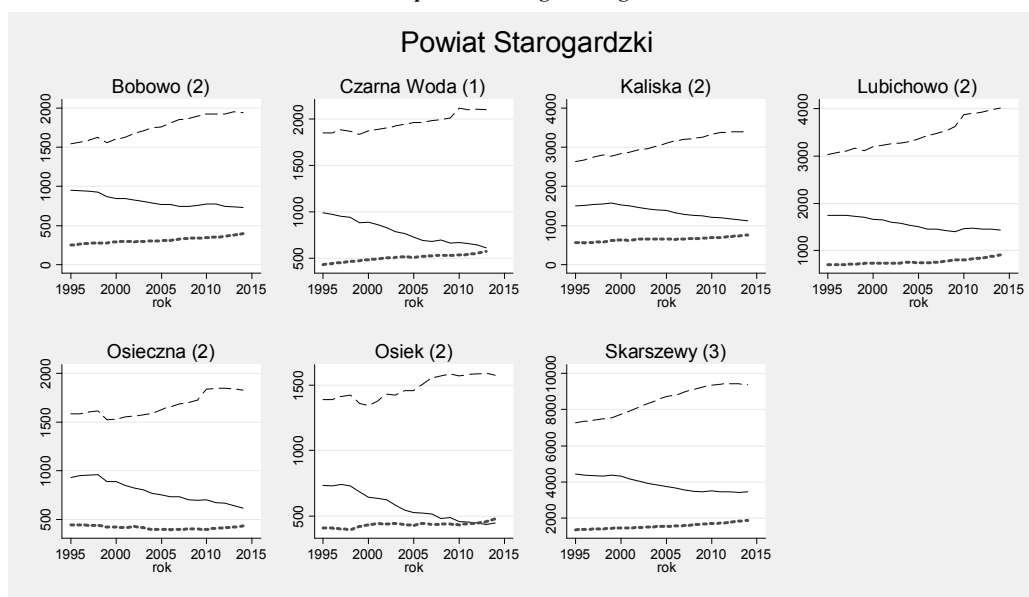 Powiat Starogardzki
Bobowo (2)
0 500 1000 1500 2000
1995 2000 2005 2010 2015
rok
Czarna Woda (1)
500 1000 1500 2000
1995 2000 2005 2010 2015
rok
Kaliska (2)
0 1000 2000 3000 4000
1995 2000 2005 2010 2015
rok
Lubichowo (2)
1000 2000 3000 4000
1995 2000 2005 2010 2015
rok
Osieczna (2)
500 1000 1500 2000
1995 2000 2005 2010 2015
rok
Osiek (2)
500 1000 1500
1995 2000 2005 2010 2015
rok
Skarszewy (3)
2000 4000 6000 8000 10000
1995 2000 2005 2010 2015
rok